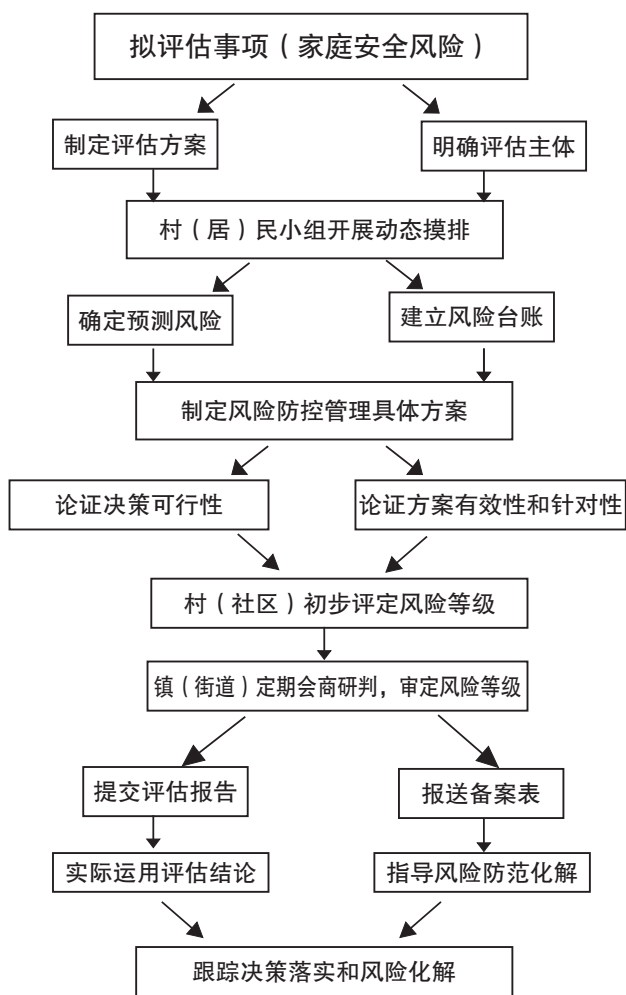 拟评估事项（家庭安全风险）
制定评估方案
明确评估主体
村（居）民小组开展动态摸排
确定预测风险
建立风险台账
制定风险防控管理具体方案
论证决策可行性
论证方案有效性和针对性
村（社区）初步评定风险等级
镇（街道）定期会商研判，审定风险等级
提交评估报告
报送备案表
实际运用评估结论
指导风险防范化解
跟踪决策落实和风险化解